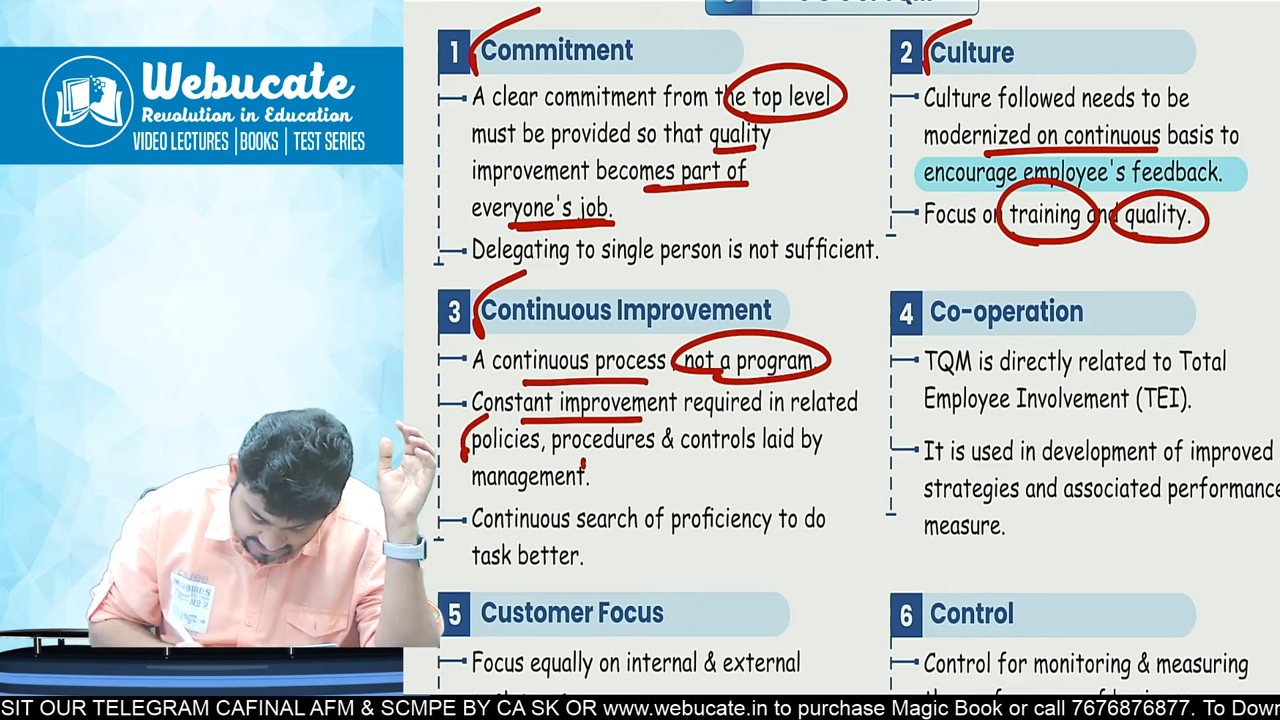 Webucate
Revolution in Education
VIDEO LECTURES | BOOKS | TEST SERIES
1 Commitment
A clear commitment from the top level
must be provided so that quality
improvement becomes part of
everyone's job.
Delegating to single person is not sufficient.
2 Culture
Culture followed needs to be
modernized on continuous basis to
encourage employee's feedback.
Focus on training and quality.
3 Continuous Improvement
A continuous process not a program.
Constant improvement required in related
policies, procedures & controls laid by
management.
Continuous search of proficiency to do
task better.
4 Co-operation
TQM is directly related to Total
Employee Involvement (TEI).
It is used in development of improved
strategies and associated performance
measure.
5 Customer Focus
Focus equally on internal & external
6 Control
Control for monitoring & measuring
SIT OUR TELEGRAM CAFINAL AFM & SCMPE BY CA SK OR www.webucate.in to purchase Magic Book or call 7676876877. To Down